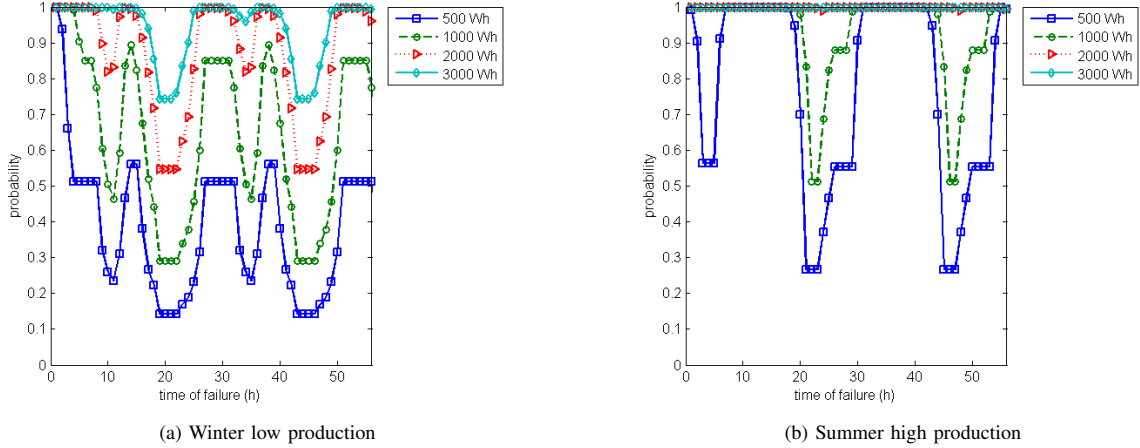 1
0.9
0.8
0.7
0.6
0.5
0.4
0.3
0.2
0.1
0
probability
0 10 20 30 40 50
time of failure (h)
500 Wh
1000 Wh
2000 Wh
3000 Wh
(a) Winter low production
1
0.9
0.8
0.7
0.6
0.5
0.4
0.3
0.2
0.1
0
probability
0 10 20 30 40 50
time of failure (h)
500 Wh
1000 Wh
2000 Wh
3000 Wh
(b) Summer high production